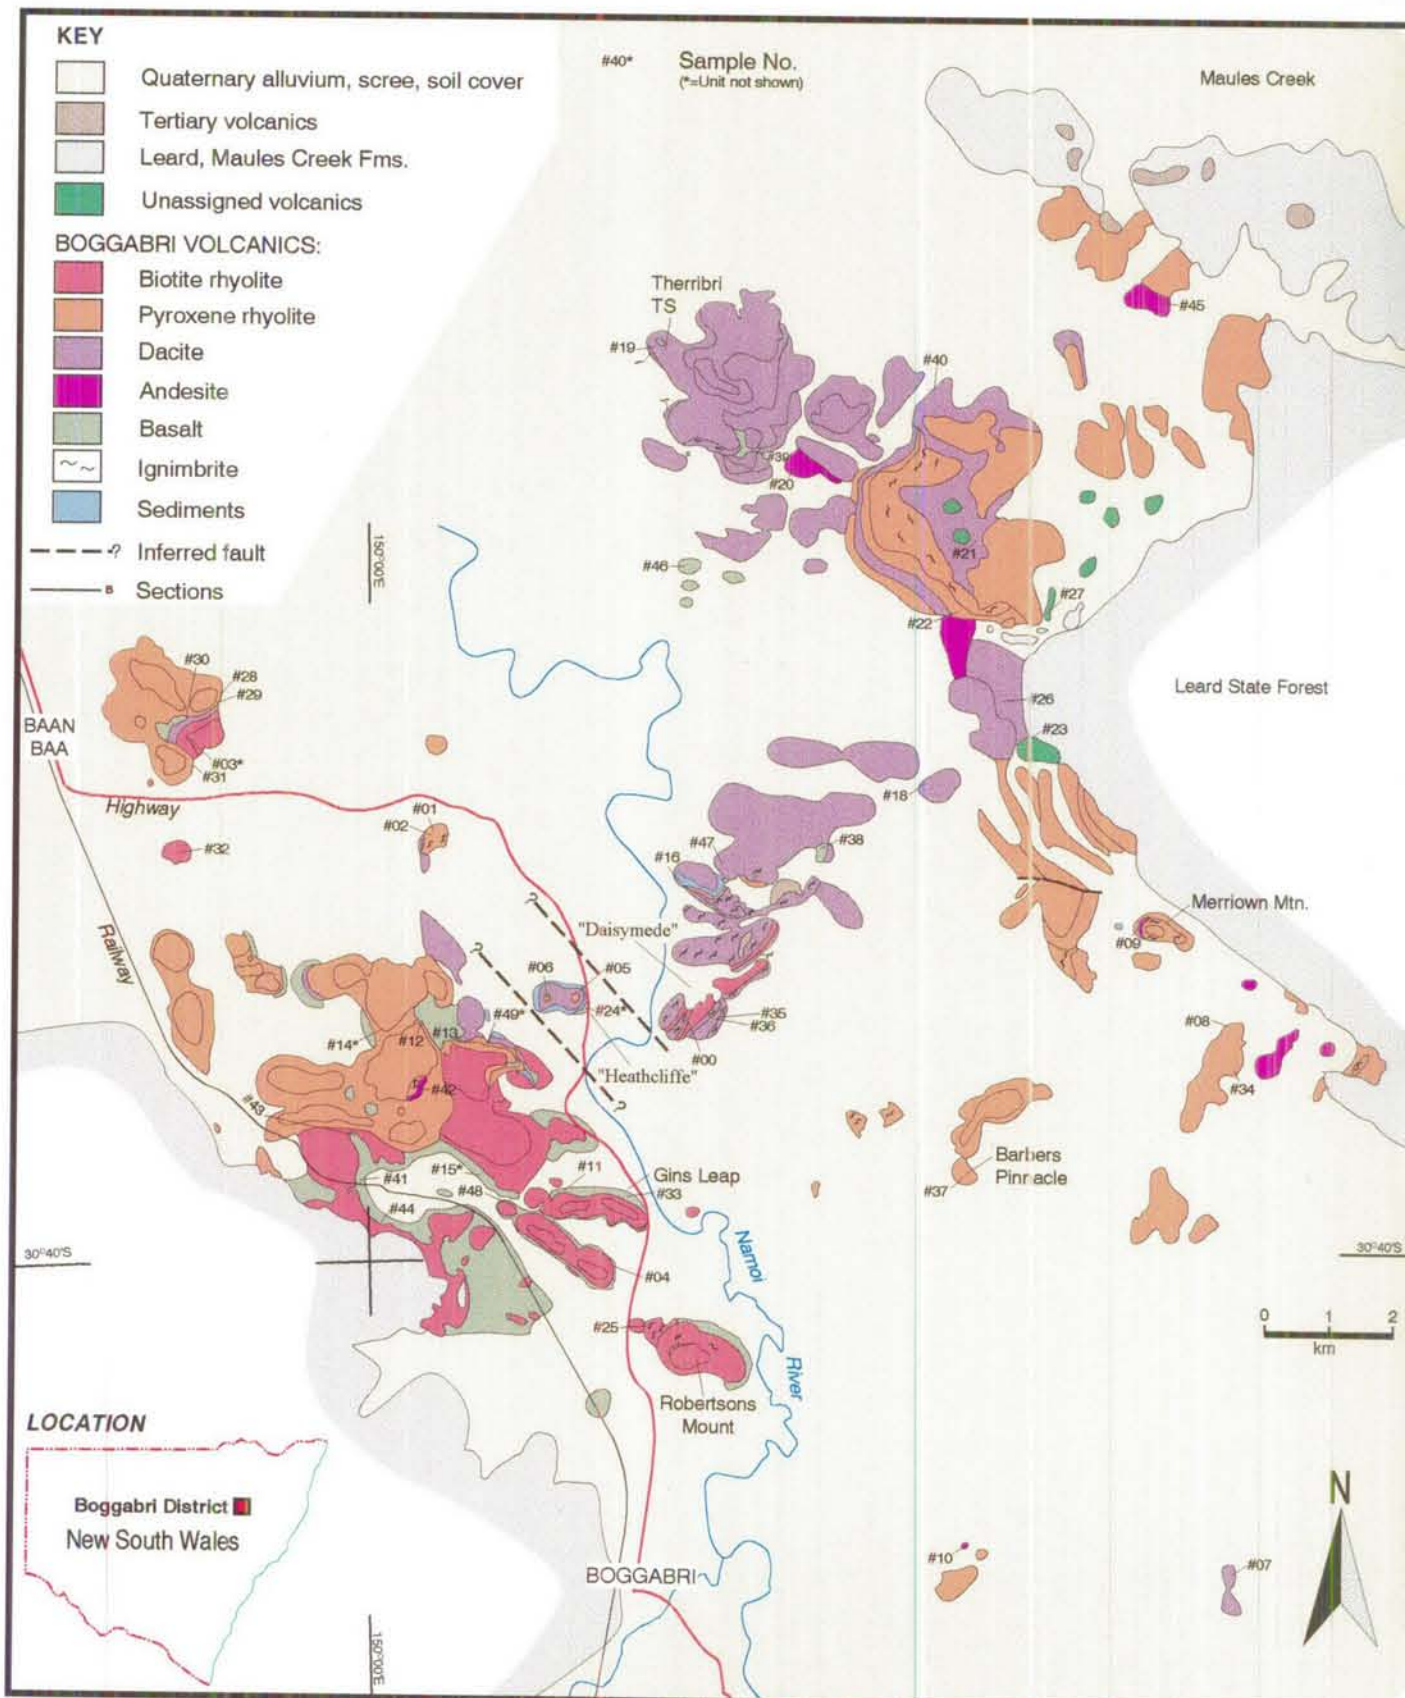 KEY
Quaternary alluvium, scree, soil cover
Tertiary volcanics
Leard, Maules Creek Fms.
Unassigned volcanics
BOGGABRI VOLCANICS:
Biotite rhyolite
Pyroxene rhyolite
Dacite
Andesite
Basalt
Ignimbrite
Sediments
-? Inferred fault
B Sections
#40* Sample No.
(*=Unit not shown)
Maules Creek
#45
Therribri
TS
#19
#40
#39
#20
#21
#46
#27
#22
150°00'E
#26
Leard State Forest
#23
#30
#28
#29
BAAN
BAA
#03*
#31
Highway
#01
#02
#32
#18
#47
#38
#16
Merriown Mtn.
#09
Railway
?
"Daisymede"
?
#06
#05
#49*
#24*
#35
#36
#14*
#12
#13
#00
#08
"Heathcliffe"
#42
#34
#43
?
Barbers
Pinnacle
#37
#15*
#11
Gins Leap
#41
#48
#33
#44
Namoi
30°40'S
30°40'S
#04
0 1 2
km
#25
River
Robertsons
Mount
LOCATION
Boggabri District
New South Wales
N
BOGGABRI
#10
#07
150°00'E